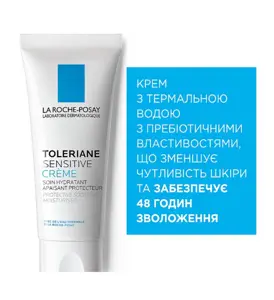 LA ROCHE-POSAY
LABORATOIRE DERMATOLOGIQUE
TOLERIANE
SENSITIVE
CRÈME
SOIN HYDRATANT
APAISANT PROTECTEUR
КРЕМ
З ТЕРМАЛЬНОЮ
ВОДОЮ
З ПРЕБІОТИЧНИМИ
ВЛАСТИВОСТЯМИ,
ЩО ЗМЕНШУЄ
ЧУТЛИВІСТЬ ШКІРИ
ТА ЗАБЕЗПЕЧУЄ
48 ГОДИН
ЗВОЛОЖЕННЯ